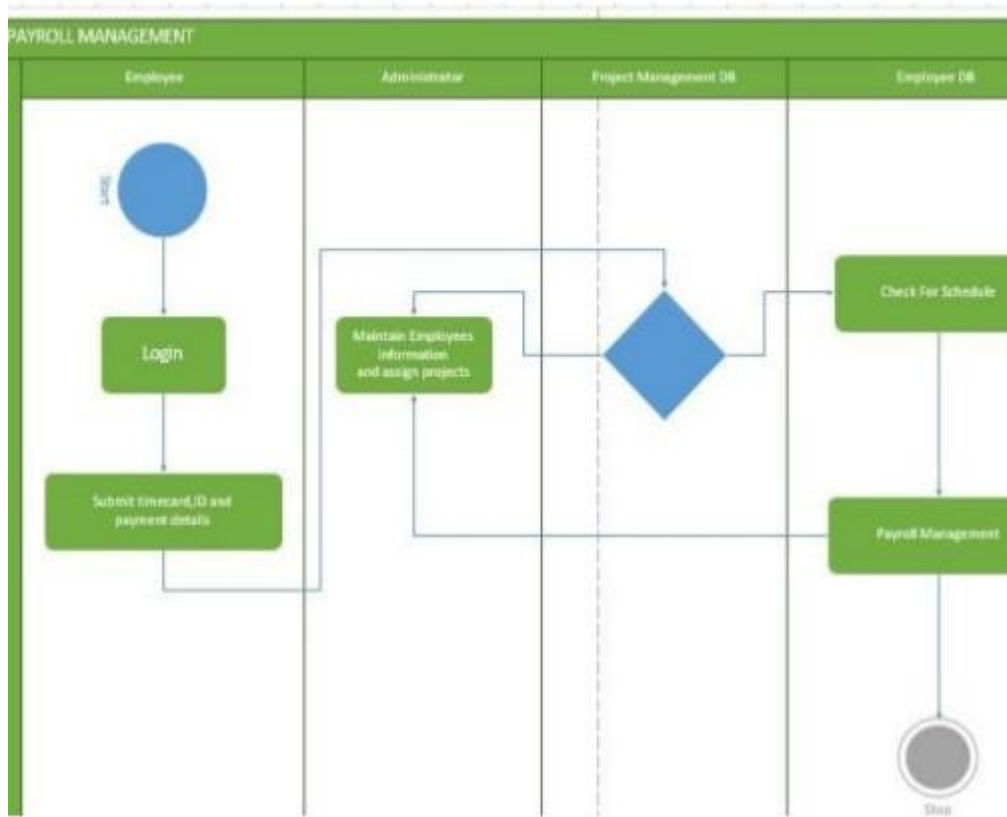 PAYROLL MANAGEMENT
Employee
Administrator
Project Management DB
Employee DB
Start
Login
Submit timecard,ID and
payment details
Maintain Employees
information
and assign projects
Check For Schedule
Payroll Management
Stop